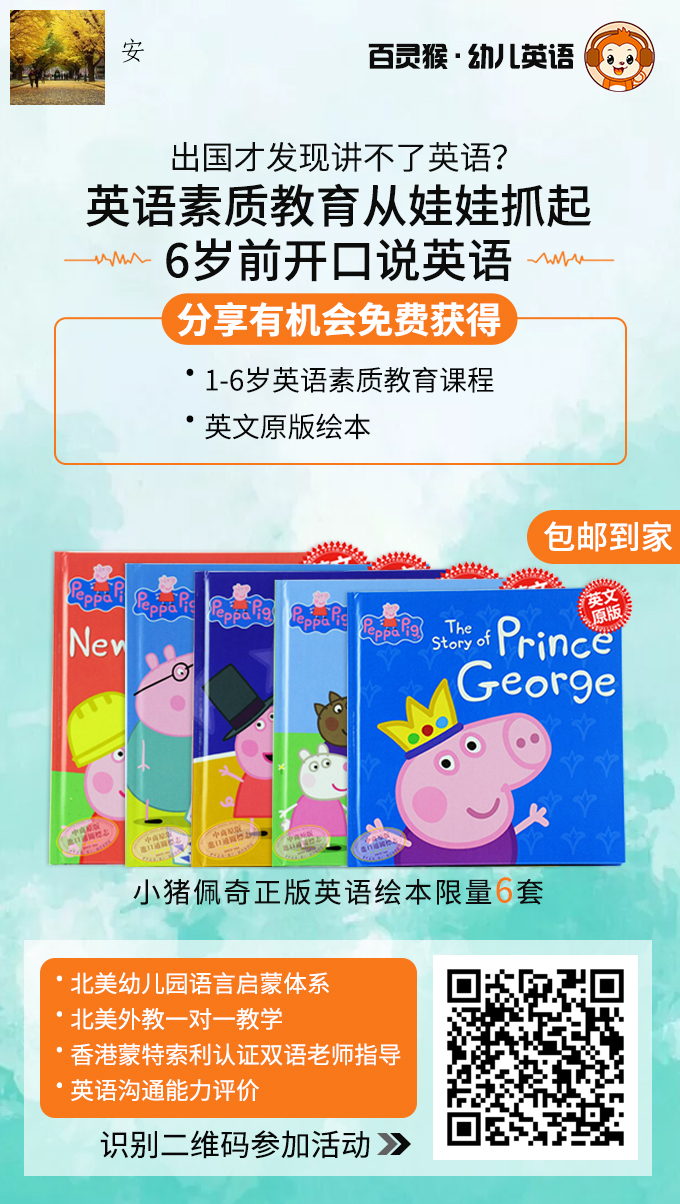 安
百灵猴·幼儿英语
出国才发现讲不了英语？
英语素质教育从娃娃抓起
6岁前开口说英语
分享有机会免费获得
• 1-6岁英语素质教育课程
• 英文原版绘本
包邮到家
Peppa Pig
New
Peppa Pig
Peppa Pig
Peppa Pig
Peppa Pig
The Story of Prince George
英文
原版
小猪佩奇正版英语绘本限量6套
• 北美幼儿园语言启蒙体系
• 北美外教一对一教学
• 香港蒙特索利认证双语老师指导
• 英语沟通能力评价
识别二维码参加活动